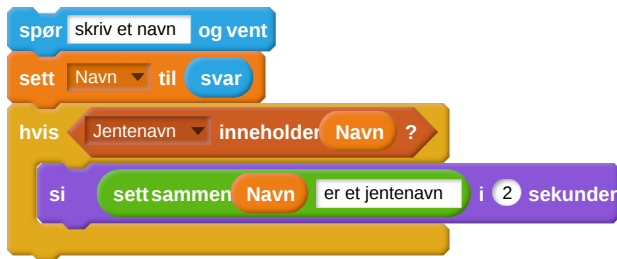 spør skriv et navn og vent
sett Navn til svar
hvis Jentenavn inneholder Navn ?
si sett sammen Navn er et jentenavn i 2 sekunder